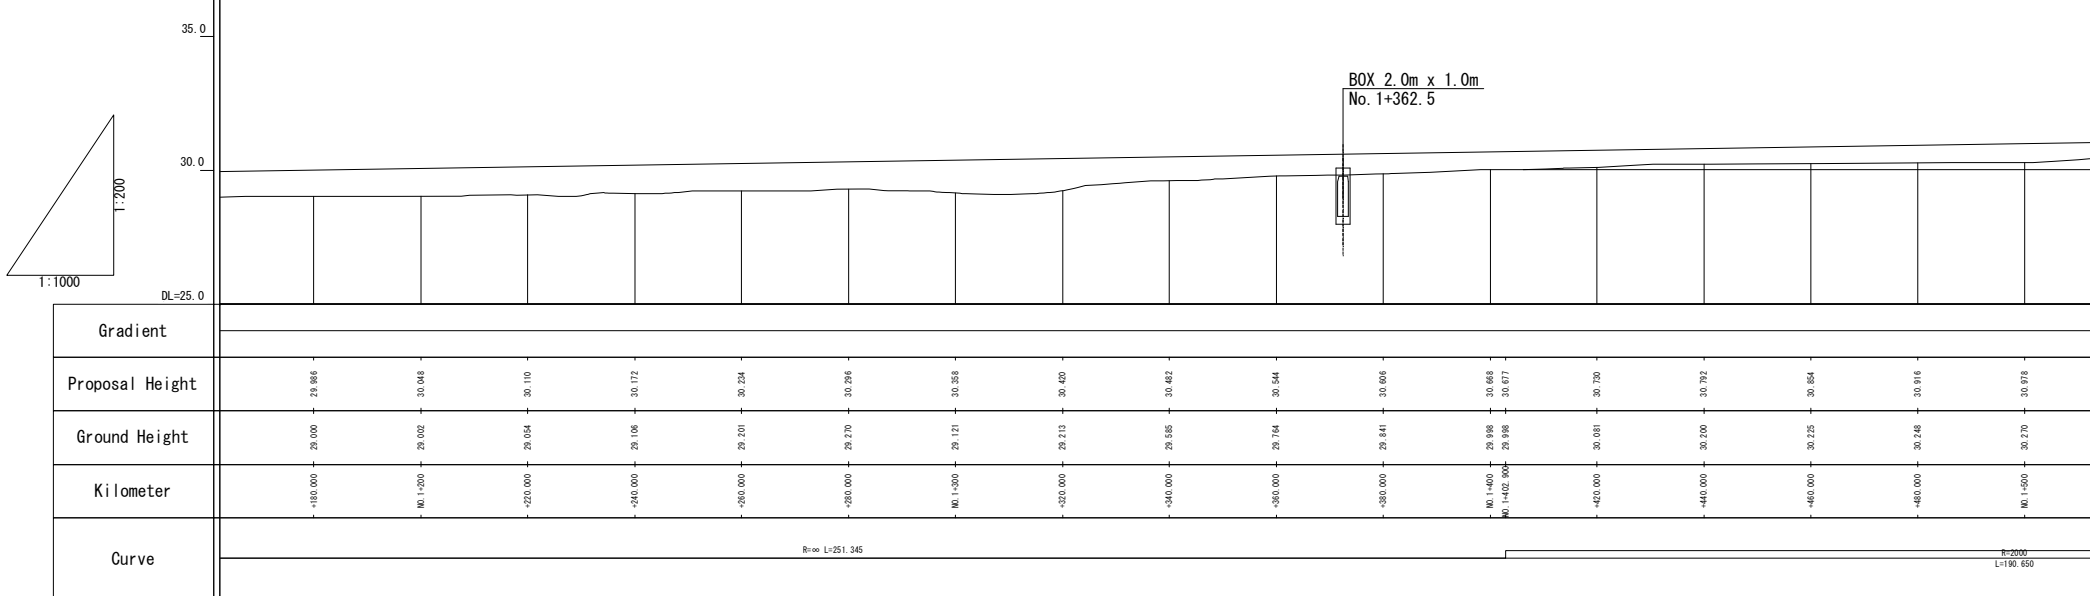 35.0
BOX 2.0m x 1.0m
No.1+362.5
30.0
1:200
1:1000
DL=25.0
Gradient
Proposal Height
29.986 30.048 30.110 30.172 30.234 30.296 30.358 30.420 30.482 30.544 30.606 30.668 30.677 30.730 30.792 30.854 30.916 30.978
Ground Height
29.000 29.002 29.054 29.106 29.201 29.270 29.121 29.213 29.585 29.764 29.841 29.998 29.998 30.081 30.200 30.225 30.248 30.270
Kilometer
+180.000 NO.1+200 +220.000 +240.000 +260.000 +280.000 NO.1+300 +320.000 +340.000 +360.000 +380.000 NO.1+400 NO.1+402.900 +420.000 +440.000 +460.000 +480.000 NO.1+500
Curve
R=∞ L=251.345
R=2000
L=190.650